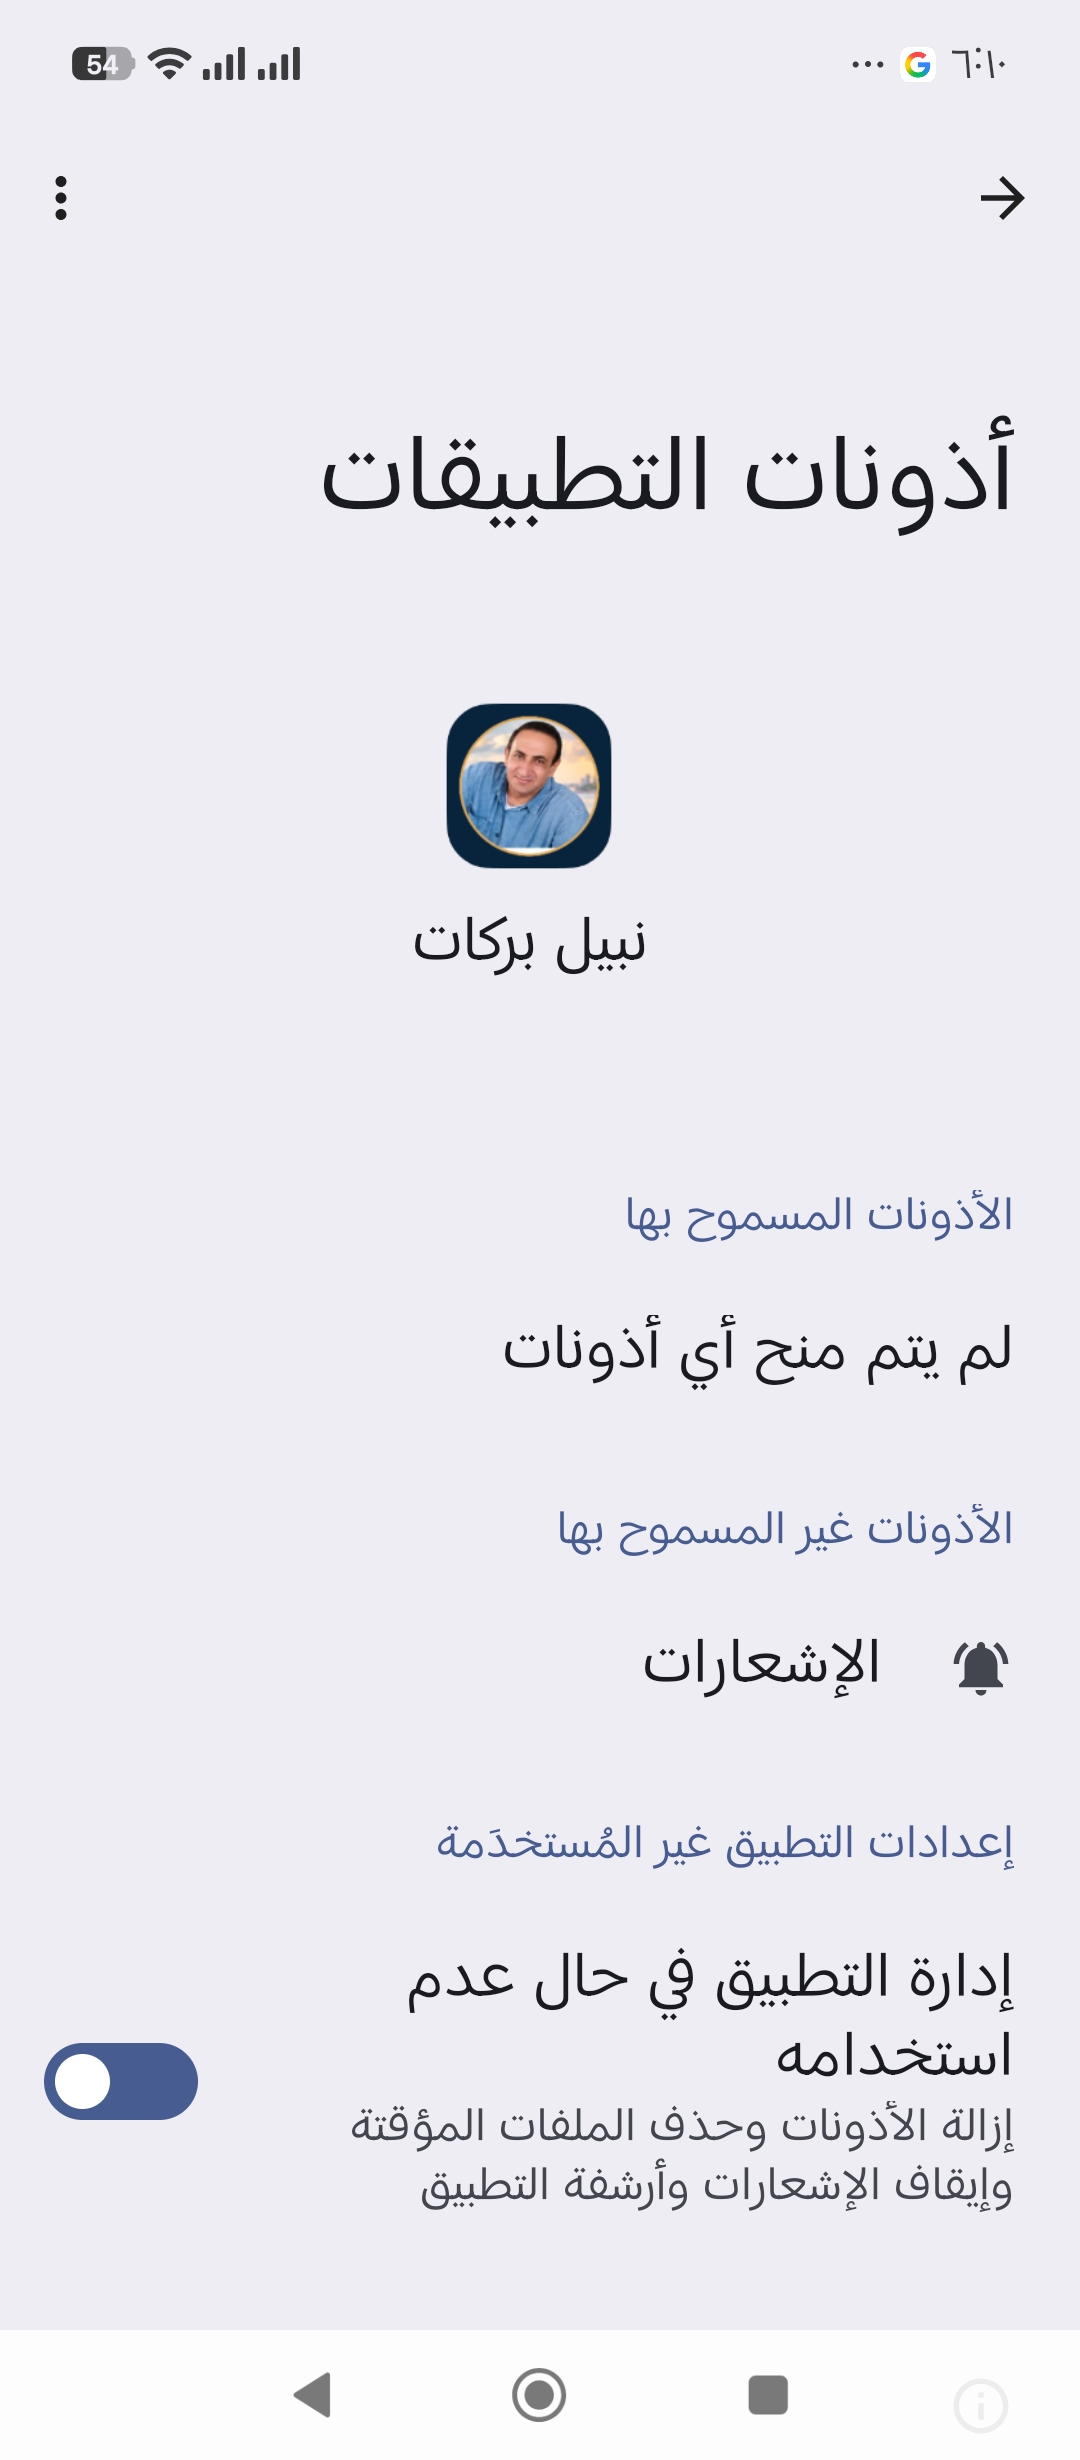 54
٦:١٠
أذونات التطبيقات
نبيل بركات
الأذونات المسموح بها
لم يتم منح أي أذونات
الأذونات غير المسموح بها
الإشعارات
إعدادات التطبيق غير المُستخدَمة
إدارة التطبيق في حال عدم
استخدامه
إزالة الأذونات وحذف الملفات المؤقتة
وإيقاف الإشعارات وأرشفة التطبيق